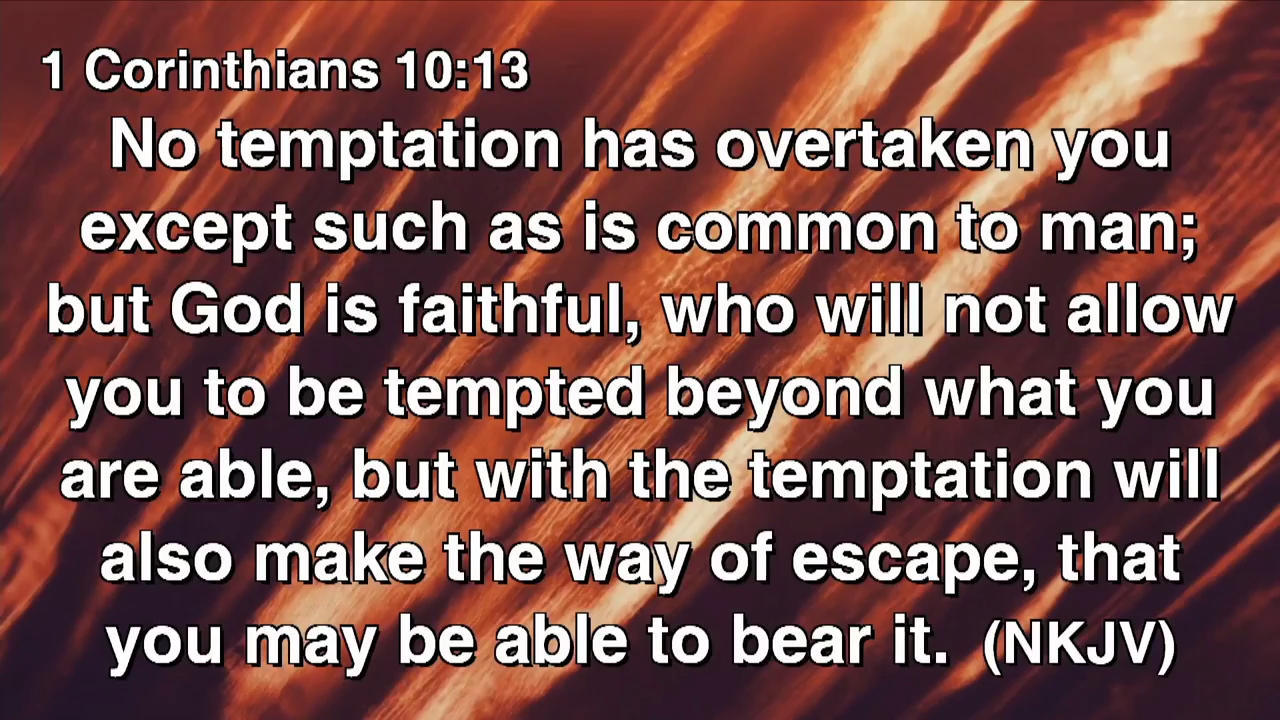 1 Corinthians 10:13
No temptation has overtaken you
except such as is common to man;
but God is faithful, who will not allow
you to be tempted beyond what you
are able, but with the temptation will
also make the way of escape, that
you may be able to bear it. (NKJV)